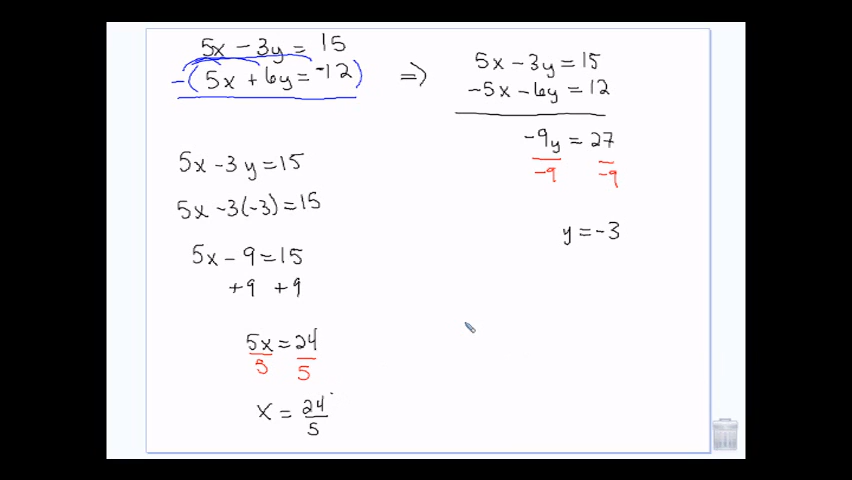 5x - 3y = 15
-(5x + 6y = -12)
⇒
5x - 3y = 15
-5x - 6y = 12
-9y = 27
-9 -9
y = -3
5x - 3y = 15
5x - 3(-3) = 15
5x - 9 = 15
+9 +9
5x = 24
5 5
x = 24/5